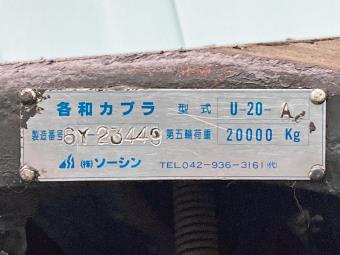 各和カプラ 型式 U-20-A
製造番号 6Y-23449 第五輪荷重 20000 Kg
(株)ソーシン TEL042-936-3161(代)